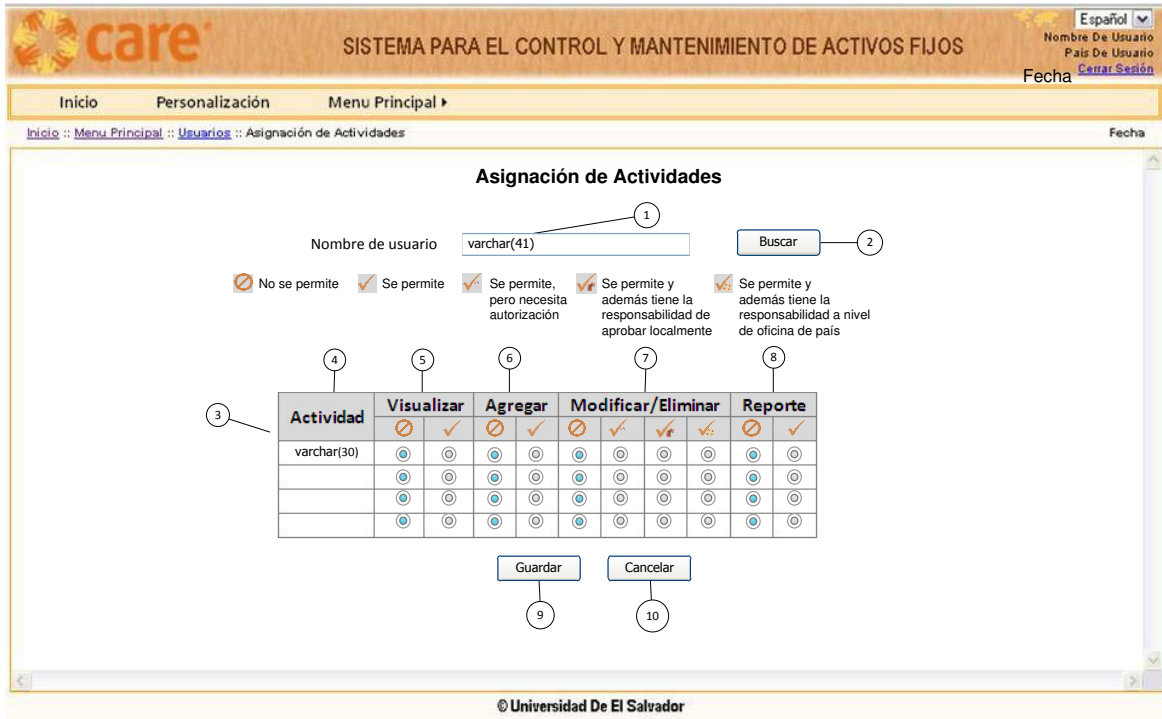 care
SISTEMA PARA EL CONTROL Y MANTENIMIENTO DE ACTIVOS FIJOS
Español
Nombre De Usuario
Pais De Usuario
Cerrar Sesión
Fecha
Inicio Personalización Menu Principal
Inicio :: Menu Principal :: Usuarios :: Asignación de Actividades Fecha
Asignación de Actividades
1
Nombre de usuario varchar(41) Buscar 2
No se permite
Se permite
Se permite,
pero necesita
autorización
Se permite y
además tiene la
responsabilidad de
aprobar localmente
Se permite y
además tiene la
responsabilidad a nivel
de oficina de país
4 5 6 7 8
3
Actividad Visualizar Agregar Modificar/Eliminar Reporte
varchar(30)
Guardar Cancelar
9 10
© Universidad De El Salvador